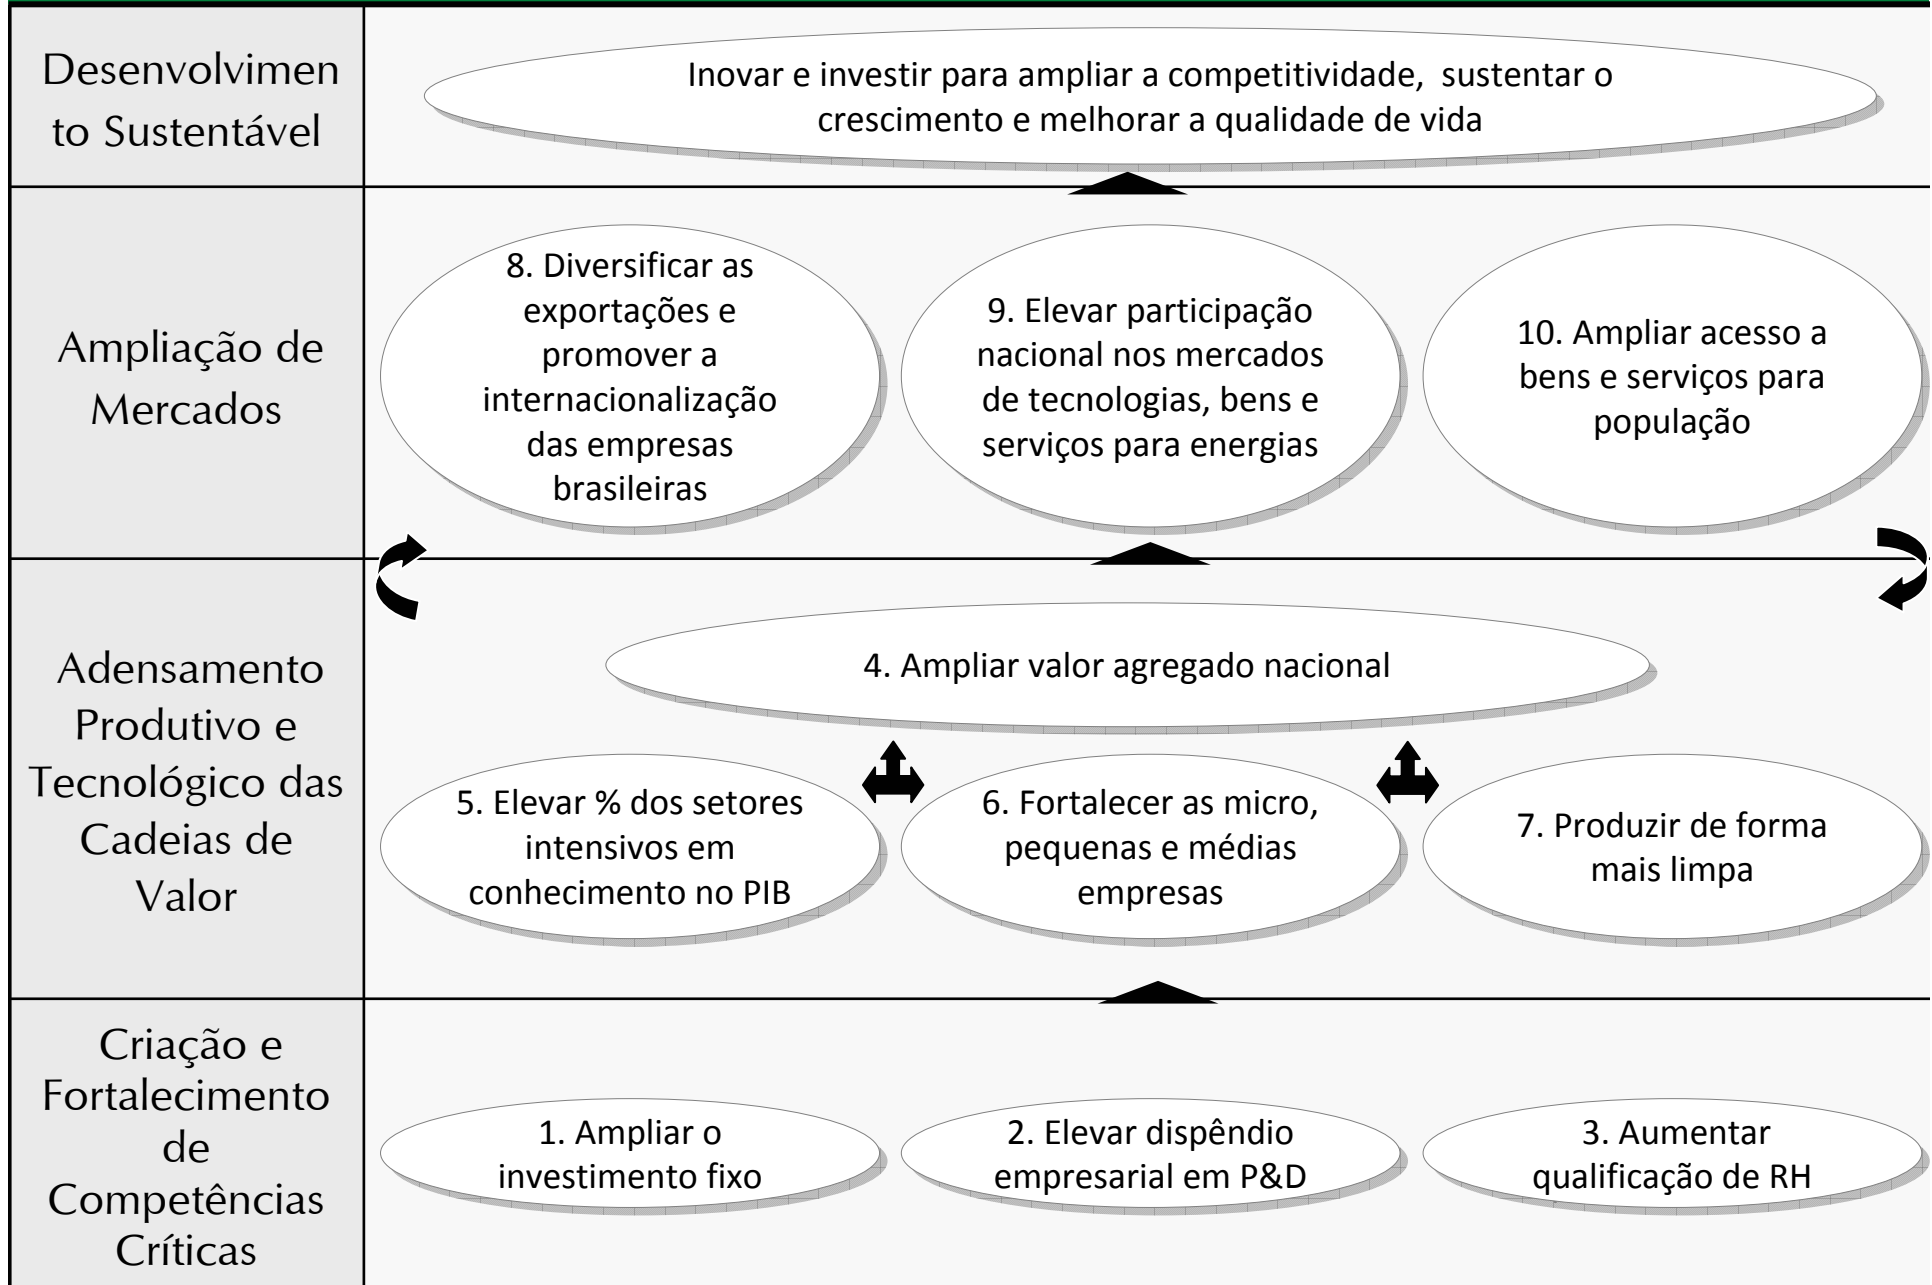 Desenvolvimen
to Sustentável
Inovar e investir para ampliar a competitividade, sustentar o
crescimento e melhorar a qualidade de vida
Ampliação de
Mercados
8. Diversificar as
exportações e
promover a
internacionalização
das empresas
brasileiras
9. Elevar participação
nacional nos mercados
de tecnologias, bens e
serviços para energias
10. Ampliar acesso a
bens e serviços para
população
Adensamento
Produtivo e
Tecnológico das
Cadeias de
Valor
4. Ampliar valor agregado nacional
5. Elevar % dos setores
intensivos em
conhecimento no PIB
6. Fortalecer as micro,
pequenas e médias
empresas
7. Produzir de forma
mais limpa
Criação e
Fortalecimento
de
Competências
Críticas
1. Ampliar o
investimento fixo
2. Elevar dispêndio
empresarial em P&D
3. Aumentar
qualificação de RH